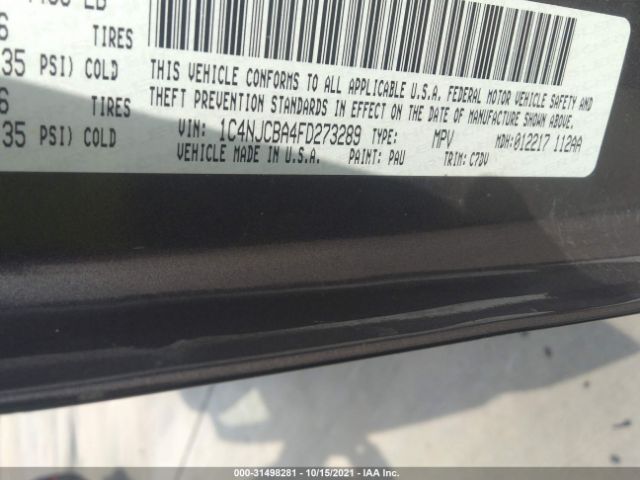 LB
TIRES
35 PSI) COLD
TIRES
35 PSI) COLD
THIS VEHICLE CONFORMS TO ALL APPLICABLE U.S.A. FEDERAL MOTOR VEHICLE SAFETY AND
THEFT PREVENTION STANDARDS IN EFFECT ON THE DATE OF MANUFACTURE SHOWN ABOVE.
VIN: 1C4NJCBA4FD273289 TYPE: MPV MDH:012217 112AA
VEHICLE MADE IN U.S.A. PAINT: PAU TRIM: C7DV
000-31498281 - 10/15/2021 - IAA Inc.